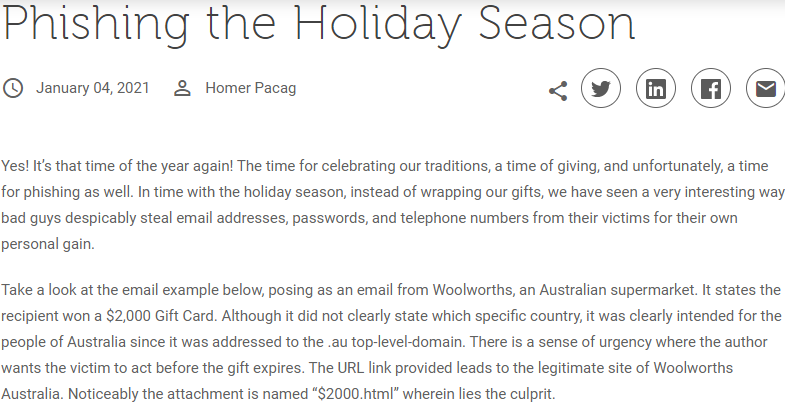 Phishing the Holiday Season
January 04, 2021 Homer Pacag
in
Yes! It’s that time of the year again! The time for celebrating our traditions, a time of giving, and unfortunately, a time
for phishing as well. In time with the holiday season, instead of wrapping our gifts, we have seen a very interesting way
bad guys despicably steal email addresses, passwords, and telephone numbers from their victims for their own
personal gain.
Take a look at the email example below, posing as an email from Woolworths, an Australian supermarket. It states the
recipient won a $2,000 Gift Card. Although it did not clearly state which specific country, it was clearly intended for the
people of Australia since it was addressed to the .au top-level-domain. There is a sense of urgency where the author
wants the victim to act before the gift expires. The URL link provided leads to the legitimate site of Woolworths
Australia. Noticeably the attachment is named “$2000.html” wherein lies the culprit.